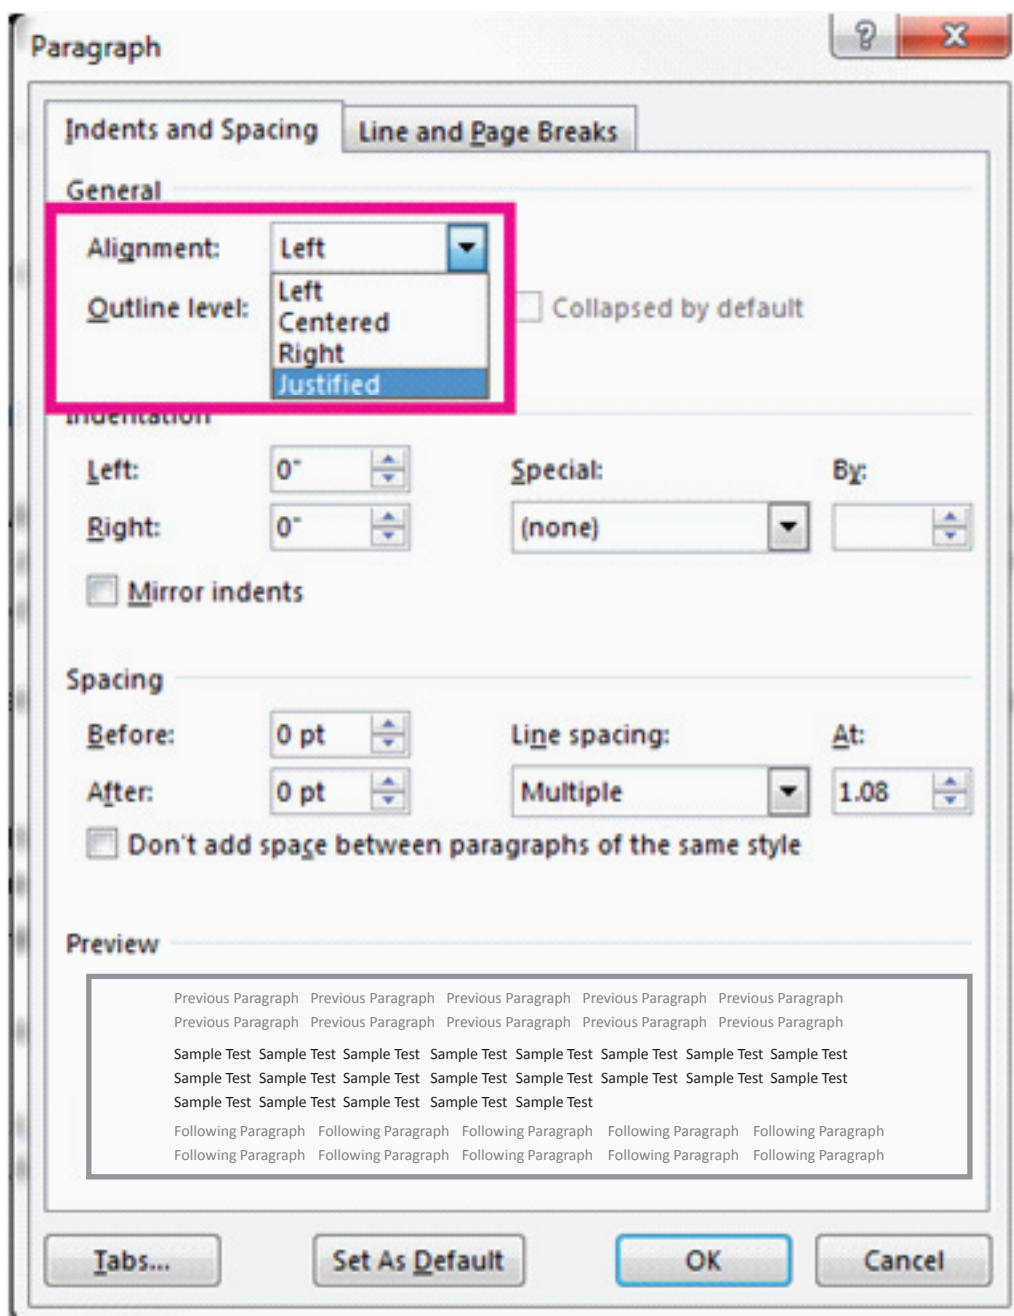 Paragraph
Indents and Spacing
Line and Page Breaks
General
Alignment: Left
Left
Outline level: Collapsed by default
Centered
Right
Justified
Indentation
Left: 0" Special: By:
Right: 0" (none)
Mirror indents
Spacing
Before: 0 pt Line spacing: At:
After: 0 pt Multiple 1.08
Don't add space between paragraphs of the same style
Preview
Previous Paragraph Previous Paragraph Previous Paragraph Previous Paragraph Previous Paragraph
Previous Paragraph Previous Paragraph Previous Paragraph Previous Paragraph Previous Paragraph
Sample Test Sample Test Sample Test Sample Test Sample Test Sample Test Sample Test Sample Test
Sample Test Sample Test Sample Test Sample Test Sample Test Sample Test Sample Test Sample Test
Sample Test Sample Test Sample Test Sample Test Sample Test
Following Paragraph Following Paragraph Following Paragraph Following Paragraph Following Paragraph
Following Paragraph Following Paragraph Following Paragraph Following Paragraph Following Paragraph
Tabs... Set As Default OK Cancel